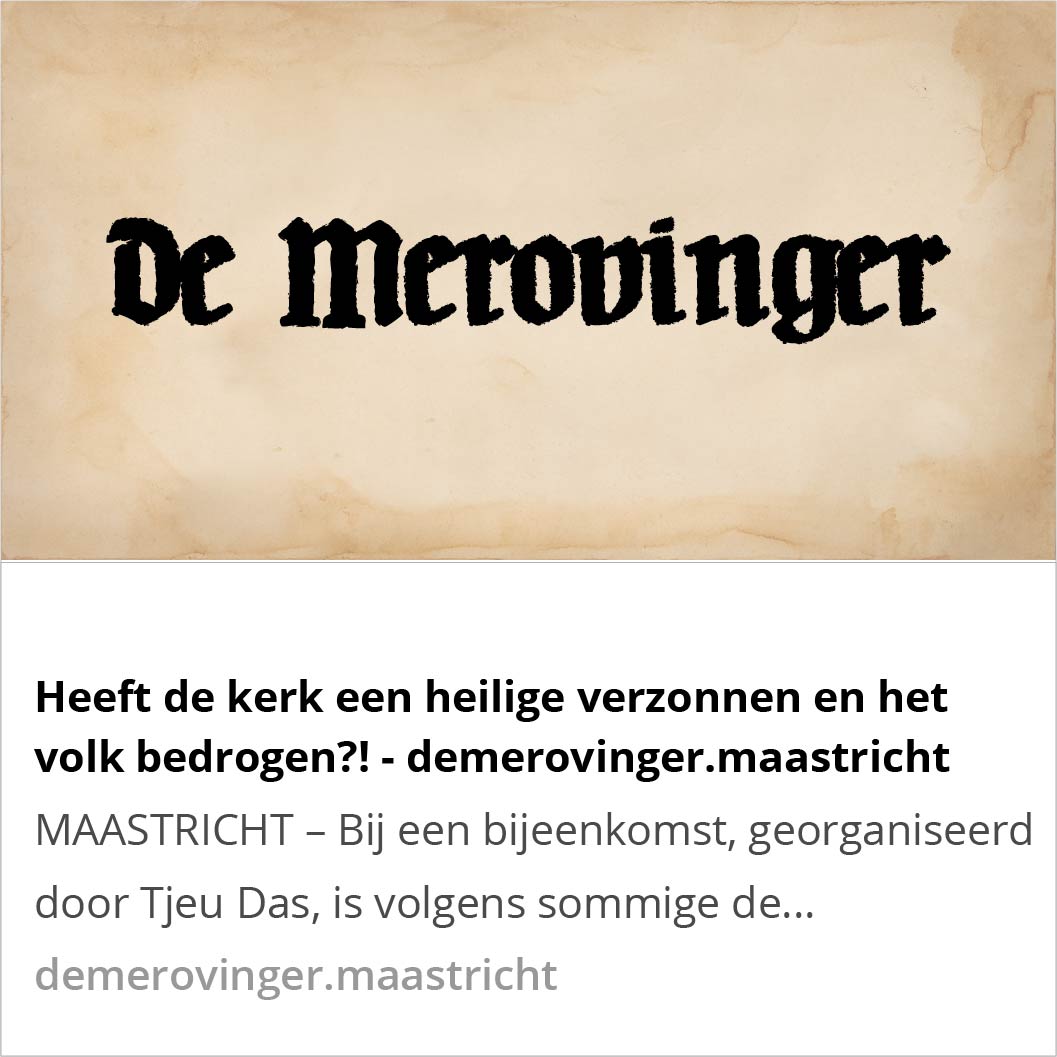 De Merovinger
Heeft de kerk een heilige verzonnen en het
volk bedrogen?! - demerovinger.maastricht
MAASTRICHT – Bij een bijeenkomst, georganiseerd
door Tjeu Das, is volgens sommige de...
demerovinger.maastricht